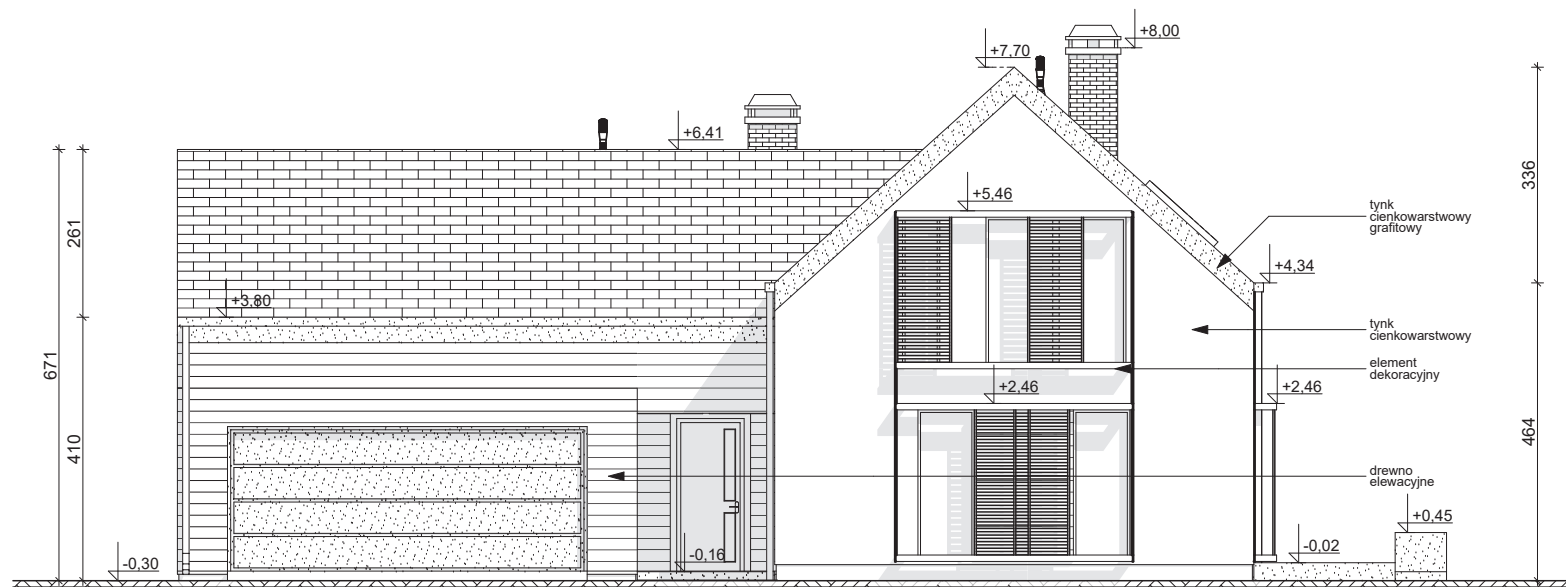 +8,00
+7,70
+6,41
+5,46
tynk
cienkowarstwowy
grafitowy
+4,34
+3,80
tynk
cienkowarstwowy
element
dekoracyjny
+2,46
+2,46
drewno
elewacyjne
+0,45
-0,30
-0,16
-0,02
671
261
410
336
464